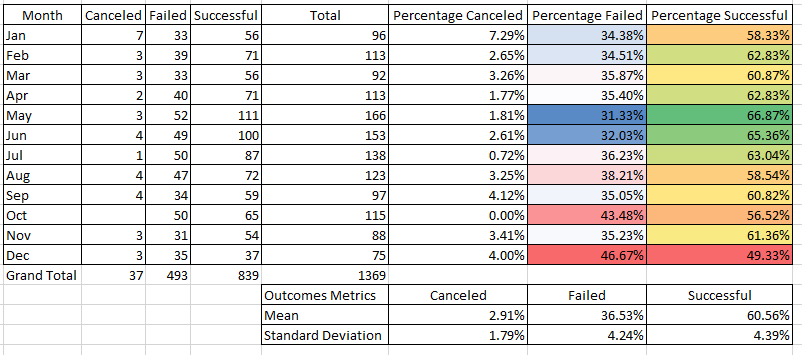 Month Canceled Failed Successful Total Percentage Canceled Percentage Failed Percentage Successful
Jan 7 33 56 96 7.29% 34.38% 58.33%
Feb 3 39 71 113 2.65% 34.51% 62.83%
Mar 3 33 56 92 3.26% 35.87% 60.87%
Apr 2 40 71 113 1.77% 35.40% 62.83%
May 3 52 111 166 1.81% 31.33% 66.87%
Jun 4 49 100 153 2.61% 32.03% 65.36%
Jul 1 50 87 138 0.72% 36.23% 63.04%
Aug 4 47 72 123 3.25% 38.21% 58.54%
Sep 4 34 59 97 4.12% 35.05% 60.82%
Oct 50 65 115 0.00% 43.48% 56.52%
Nov 3 31 54 88 3.41% 35.23% 61.36%
Dec 3 35 37 75 4.00% 46.67% 49.33%
Grand Total 37 493 839 1369
Outcomes Metrics Canceled Failed Successful
Mean 2.91% 36.53% 60.56%
Standard Deviation 1.79% 4.24% 4.39%